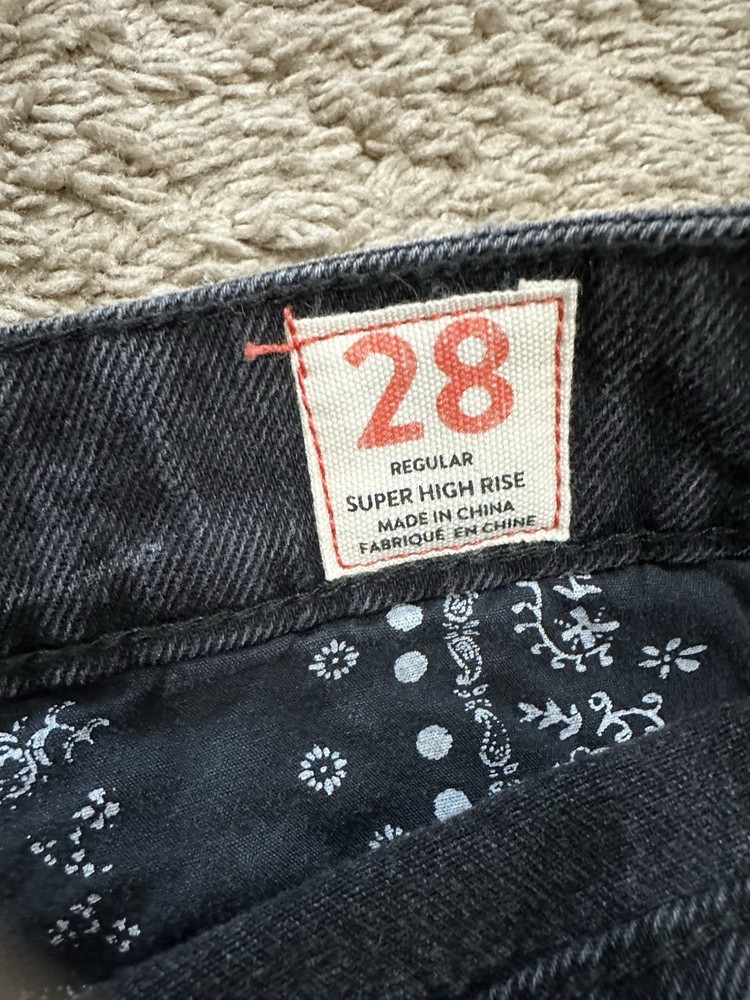 28
REGULAR
SUPER HIGH RISE
MADE IN CHINA
FABRIQUÉ EN CHINE